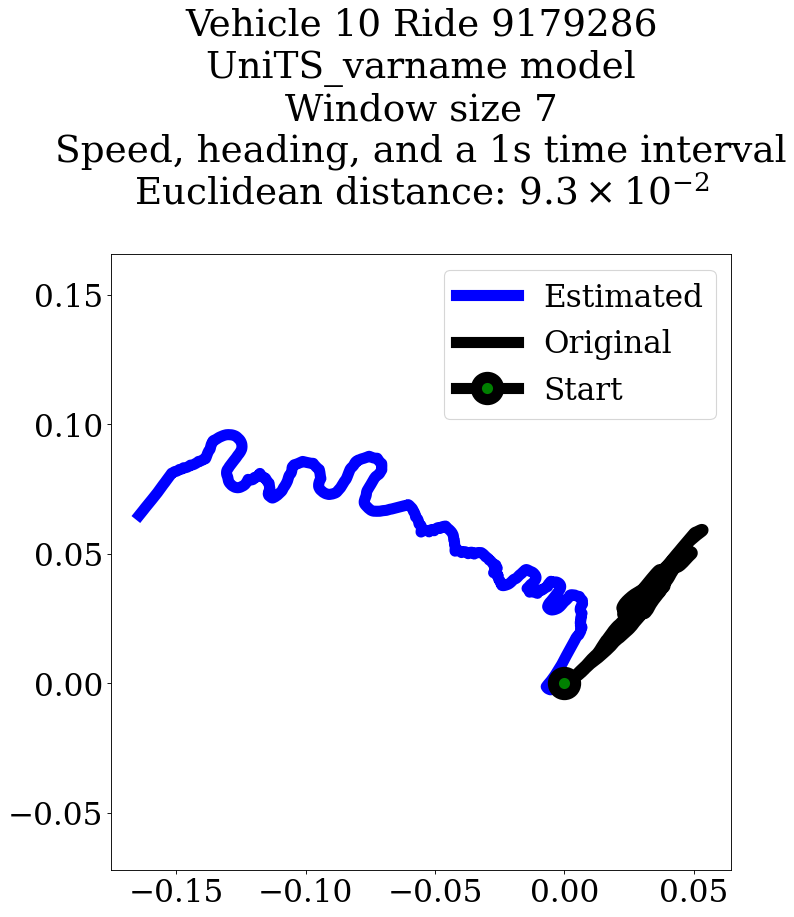 Vehicle 10 Ride 9179286
UniTS_varname model
Window size 7
Speed, heading, and a 1s time interval
Euclidean distance: 9.3 × 10⁻²
Estimated
Original
Start
0.15
0.10
0.05
0.00
−0.05
−0.15 −0.10 −0.05 0.00 0.05